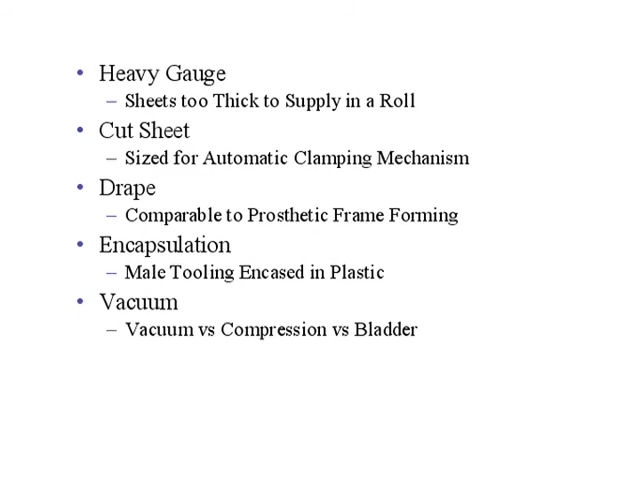 • Heavy Gauge
– Sheets too Thick to Supply in a Roll
• Cut Sheet
– Sized for Automatic Clamping Mechanism
• Drape
– Comparable to Prosthetic Frame Forming
• Encapsulation
– Male Tooling Encased in Plastic
• Vacuum
– Vacuum vs Compression vs Bladder